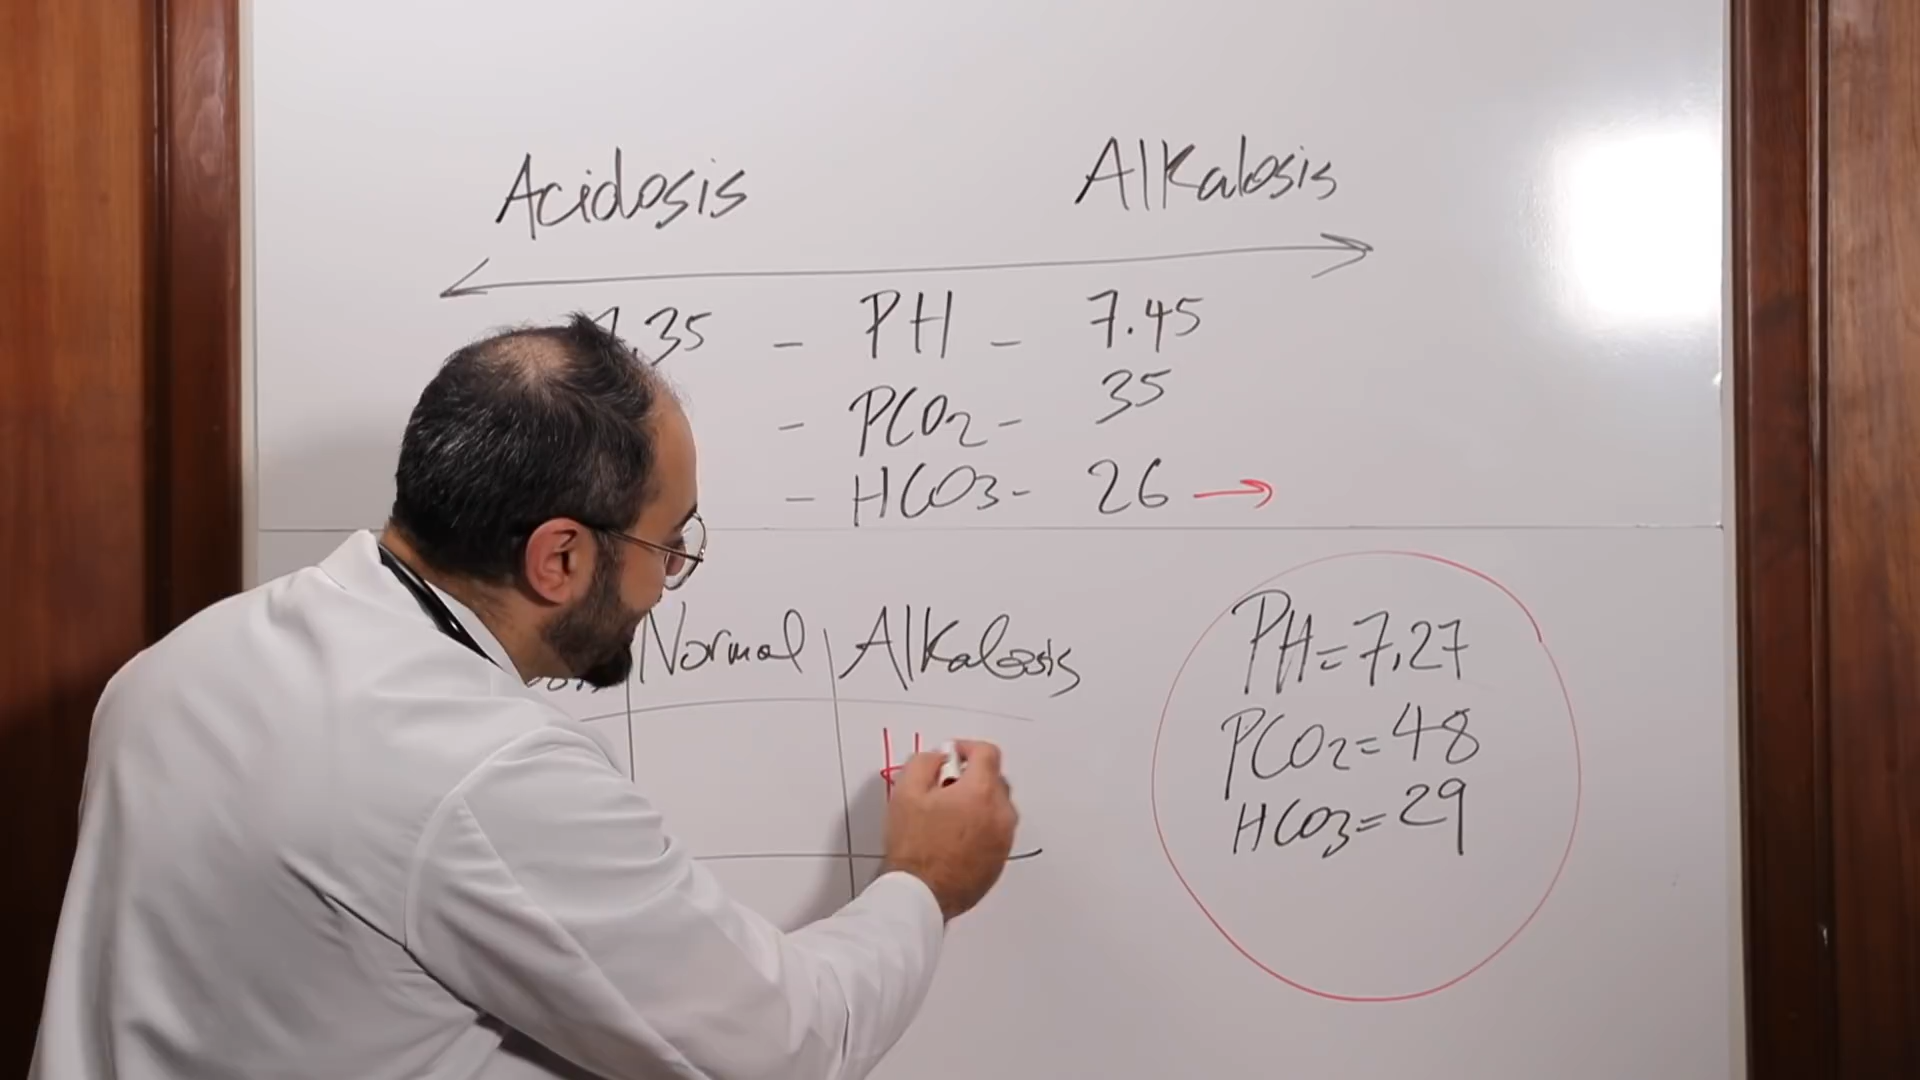 Acidosis Alkalosis
.35 - PH - 7.45
- PCO2 - 35
- HCO3 - 26 →
Normal Alkalosis
H
PH=7.27
PCO2=48
HCO3=29